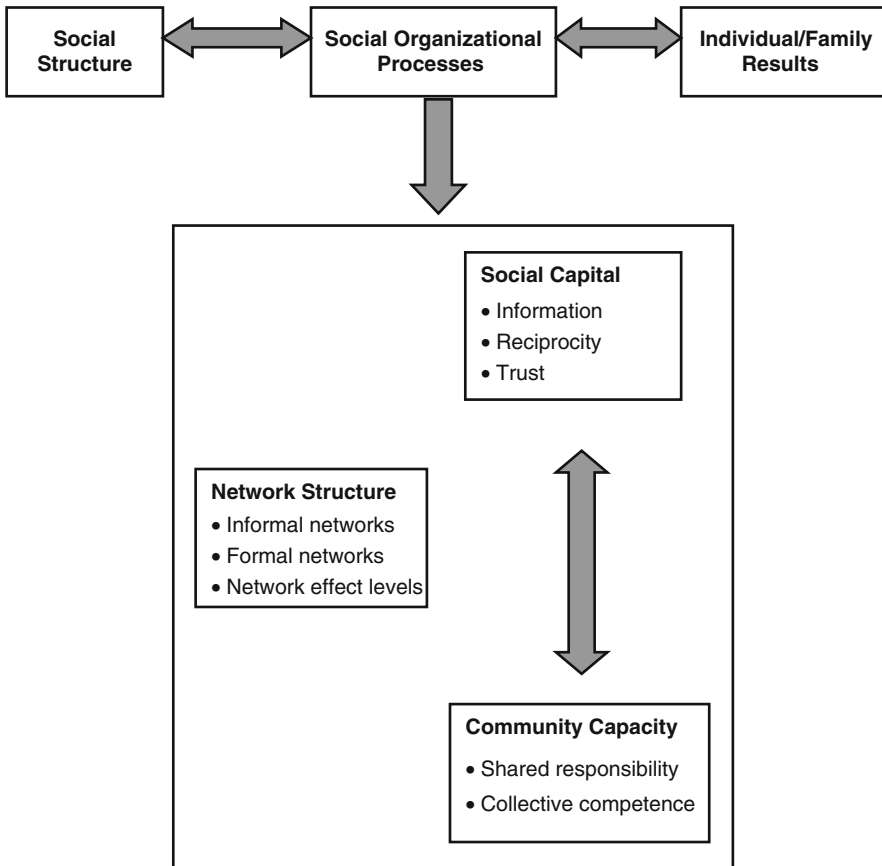 Social
Structure
Social Organizational
Processes
Individual/Family
Results
Social Capital
• Information
• Reciprocity
• Trust
Network Structure
• Informal networks
• Formal networks
• Network effect levels
Community Capacity
• Shared responsibility
• Collective competence